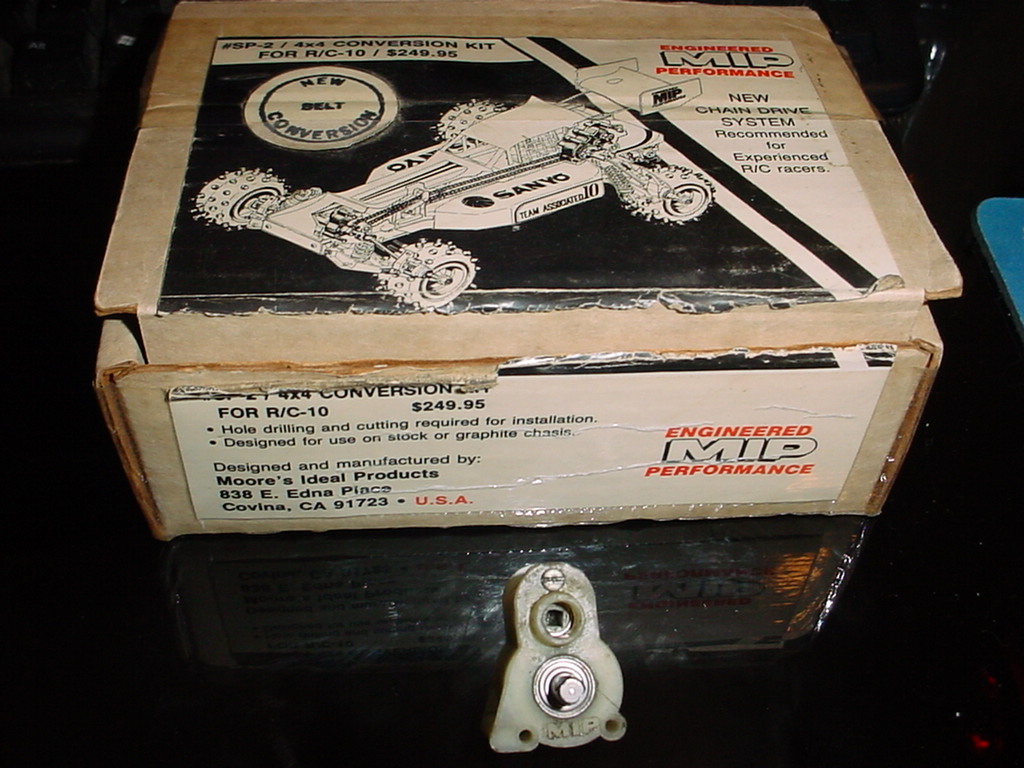 #SP-2 / 4x4 CONVERSION KIT
FOR R/C-10 / $249.95
NEW
BELT
CONVERSION
ENGINEERED
MIP
PERFORMANCE
NEW
CHAIN DRIVE
SYSTEM
Recommended
for
Experienced
R/C racers.
MIP
SANYO
SANYO
TEAM ASSOCIATED 10
4x4 CONVERSION
FOR R/C-10 $249.95
• Hole drilling and cutting required for installation.
• Designed for use on stock or graphite chasis.
Designed and manufactured by:
Moore's Ideal Products
838 E. Edna Place
Covina, CA 91723 • U.S.A.
ENGINEERED
MIP
PERFORMANCE
MIP